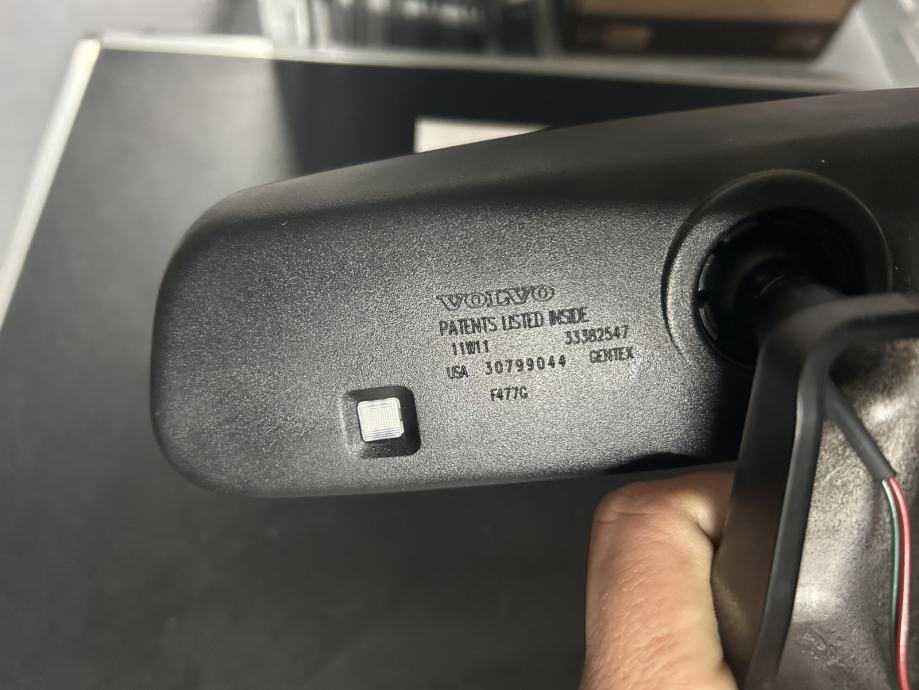 VOLVO
PATENTS LISTED INSIDE
11W11 33382547
USA 30799044 GENTEX
F477G